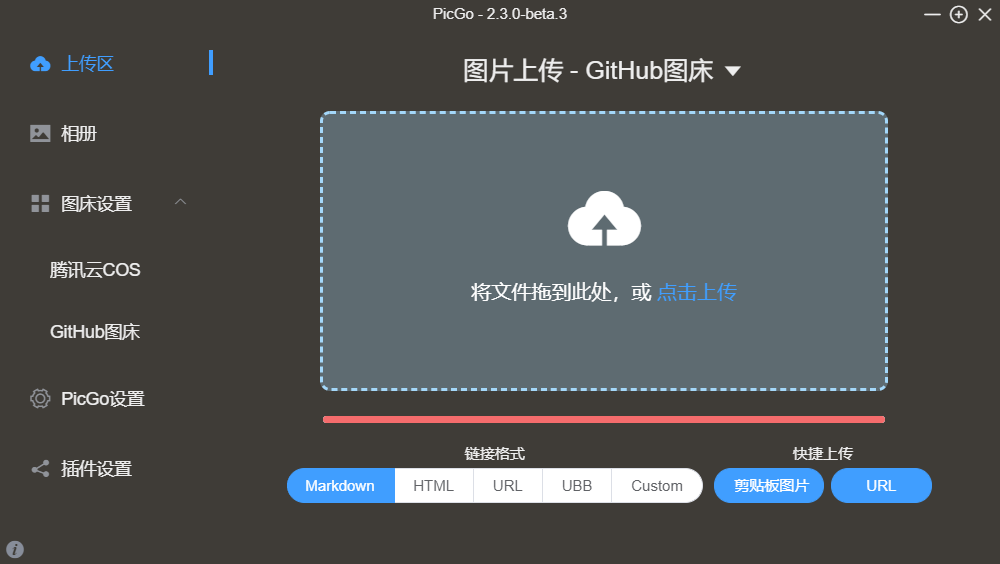 PicGo - 2.3.0-beta.3
上传区
相册
图床设置
腾讯云COS
GitHub图床
PicGo设置
插件设置
图片上传 - GitHub图床
将文件拖到此处，或 点击上传
链接格式
Markdown HTML URL UBB Custom
快捷上传
剪贴板图片 URL